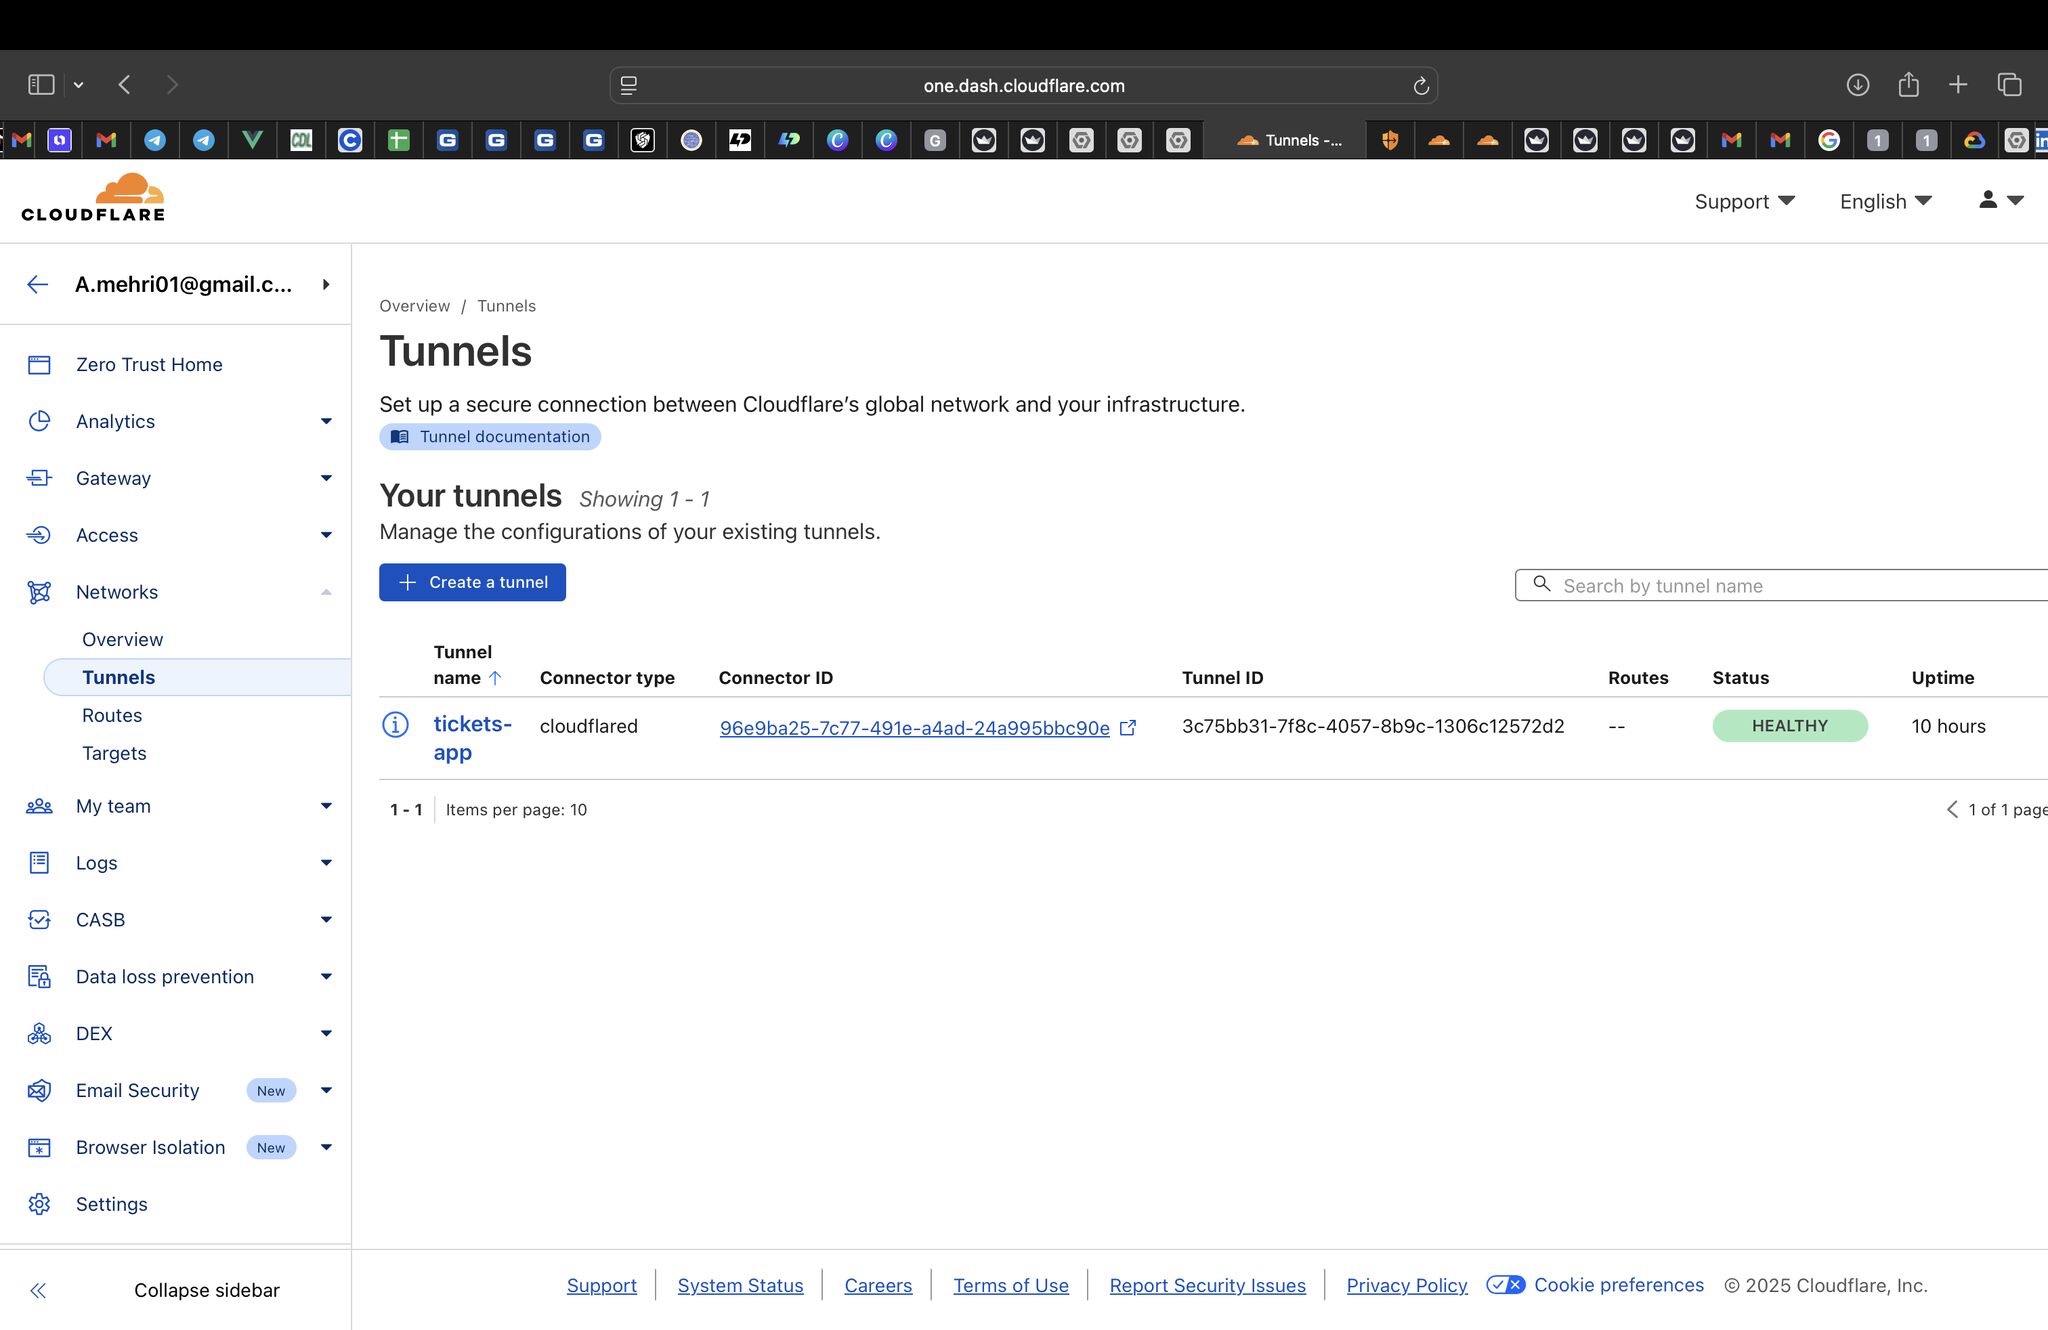 one.dash.cloudflare.com
Tunnels -...
CLOUDFLARE
Support
English
A.mehri01@gmail.c...
Zero Trust Home
Analytics
Gateway
Access
Networks
Overview
Tunnels
Routes
Targets
My team
Logs
CASB
Data loss prevention
DEX
Email Security New
Browser Isolation New
Settings
Collapse sidebar
Overview / Tunnels
Tunnels
Set up a secure connection between Cloudflare’s global network and your infrastructure.
Tunnel documentation
Your tunnels Showing 1 - 1
Manage the configurations of your existing tunnels.
+ Create a tunnel
Search by tunnel name
Tunnel name ↑ Connector type Connector ID Tunnel ID Routes Status Uptime
tickets-app cloudflared 96e9ba25-7c77-491e-a4ad-24a995bbc90e 3c75bb31-7f8c-4057-8b9c-1306c12572d2 -- HEALTHY 10 hours
1 - 1 Items per page: 10
1 of 1 page
Support System Status Careers Terms of Use Report Security Issues Privacy Policy Cookie preferences © 2025 Cloudflare, Inc.